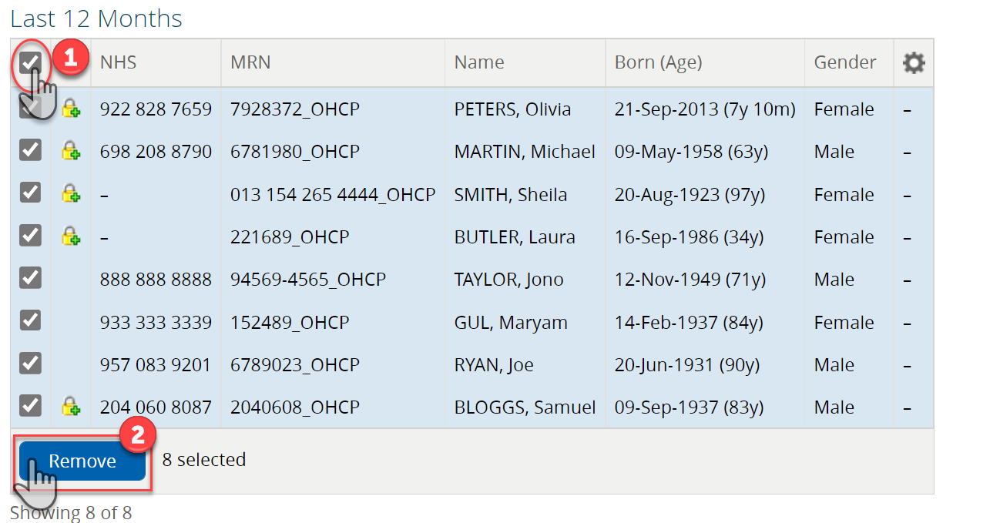 Last 12 Months
1 NHS MRN Name Born (Age) Gender
922 828 7659 7928372_OHCP PETERS, Olivia 21-Sep-2013 (7y 10m) Female –
698 208 8790 6781980_OHCP MARTIN, Michael 09-May-1958 (63y) Male –
– 013 154 265 4444_OHCP SMITH, Sheila 20-Aug-1923 (97y) Female –
– 221689_OHCP BUTLER, Laura 16-Sep-1986 (34y) Female –
888 888 8888 94569-4565_OHCP TAYLOR, Jono 12-Nov-1949 (71y) Male –
933 333 3339 152489_OHCP GUL, Maryam 14-Feb-1937 (84y) Female –
957 083 9201 6789023_OHCP RYAN, Joe 20-Jun-1931 (90y) Male –
204 060 8087 2040608_OHCP BLOGGS, Samuel 09-Sep-1937 (83y) Male –
2
Remove 8 selected
Showing 8 of 8